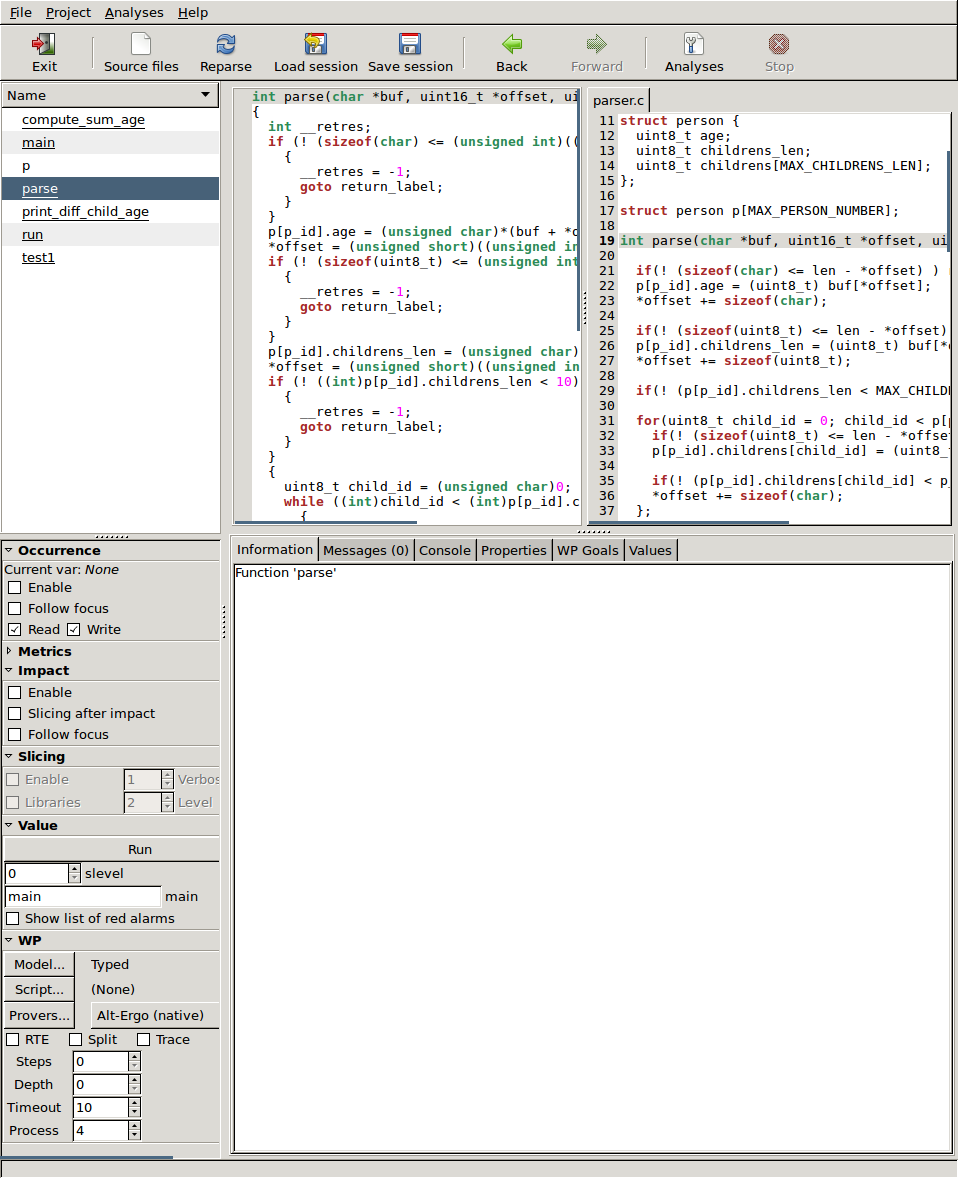 File Project Analyses Help
Exit Source files Reparse Load session Save session Back Forward Analyses Stop
Name
compute_sum_age
main
p
parse
print_diff_child_age
run
test1
int parse(char *buf, uint16_t *offset, ui
{
int __retres;
if (! (sizeof(char) <= (unsigned int)((
{
__retres = -1;
goto return_label;
}
}
p[p_id].age = (unsigned char)*(buf + *o
*offset = (unsigned short)((unsigned in
if (! (sizeof(uint8_t) <= (unsigned int
{
__retres = -1;
goto return_label;
}
}
p[p_id].childrens_len = (unsigned char)
*offset = (unsigned short)((unsigned in
if (! ((int)p[p_id].childrens_len < 10)
{
__retres = -1;
goto return_label;
}
}
{
uint8_t child_id = (unsigned char)0;
while ((int)child_id < (int)p[p_id].c
{
parser.c
11 struct person {
12 uint8_t age;
13 uint8_t childrens_len;
14 uint8_t childrens[MAX_CHILDRENS_LEN];
15 };
16
17 struct person p[MAX_PERSON_NUMBER];
18
19 int parse(char *buf, uint16_t *offset, ui
20
21 if(! (sizeof(char) <= len - *offset) )
22 p[p_id].age = (uint8_t) buf[*offset];
23 *offset += sizeof(char);
24
25 if(! (sizeof(uint8_t) <= len - *offset)
26 p[p_id].childrens_len = (uint8_t) buf[*o
27 *offset += sizeof(uint8_t);
28
29 if(! (p[p_id].childrens_len < MAX_CHILD
30
31 for(uint8_t child_id = 0; child_id < p[p
32 if(! (sizeof(uint8_t) <= len - *offse
33 p[p_id].childrens[child_id] = (uint8_
34
35 if(! (p[p_id].childrens[child_id] < p
36 *offset += sizeof(char);
37 };
Occurrence
Current var: None
Enable
Follow focus
Read Write
Metrics
Impact
Enable
Slicing after impact
Follow focus
Slicing
Enable 1 Verbos
Libraries 2 Level
Value
Run
0 slevel
main main
Show list of red alarms
WP
Model... Typed
Script... (None)
Provers... Alt-Ergo (native)
RTE Split Trace
Steps 0
Depth 0
Timeout 10
Process 4
Information Messages (0) Console Properties WP Goals Values
Function 'parse'